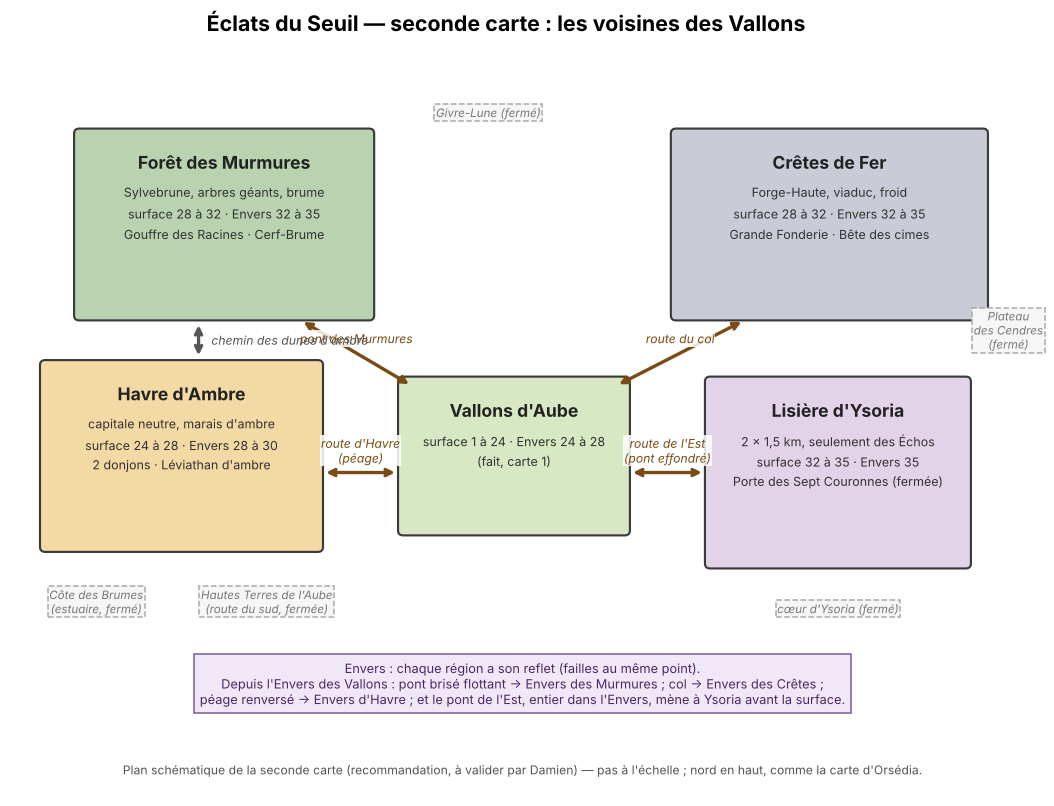 Éclats du Seuil — seconde carte : les voisines des Vallons
Givre-Lune (fermé)
Forêt des Murmures
Sylvebrune, arbres géants, brume
surface 28 à 32 · Envers 32 à 35
Gouffre des Racines · Cerf-Brume
Crêtes de Fer
Forge-Haute, viaduc, froid
surface 28 à 32 · Envers 32 à 35
Grande Fonderie · Bête des cimes
Plateau
des Cendres
(fermé)
chemin des dunes d'ambre
pont des Murmures
route du col
Havre d'Ambre
capitale neutre, marais d'ambre
surface 24 à 28 · Envers 28 à 30
2 donjons · Léviathan d'ambre
route d'Havre
(péage)
Vallons d'Aube
surface 1 à 24 · Envers 24 à 28
(fait, carte 1)
route de l'Est
(pont effondré)
Lisière d'Ysoria
2 × 1,5 km, seulement des Échos
surface 32 à 35 · Envers 35
Porte des Sept Couronnes (fermée)
Côte des Brumes
(estuaire, fermé)
Hautes Terres de l'Aube
(route du sud, fermée)
cœur d'Ysoria (fermé)
Envers : chaque région a son reflet (failles au même point).
Depuis l'Envers des Vallons : pont brisé flottant → Envers des Murmures ; col → Envers des Crêtes ;
péage renversé → Envers d'Havre ; et le pont de l'Est, entier dans l'Envers, mène à Ysoria avant la surface.
Plan schématique de la seconde carte (recommandation, à valider par Damien) — pas à l'échelle ; nord en haut, comme la carte d'Orsédia.